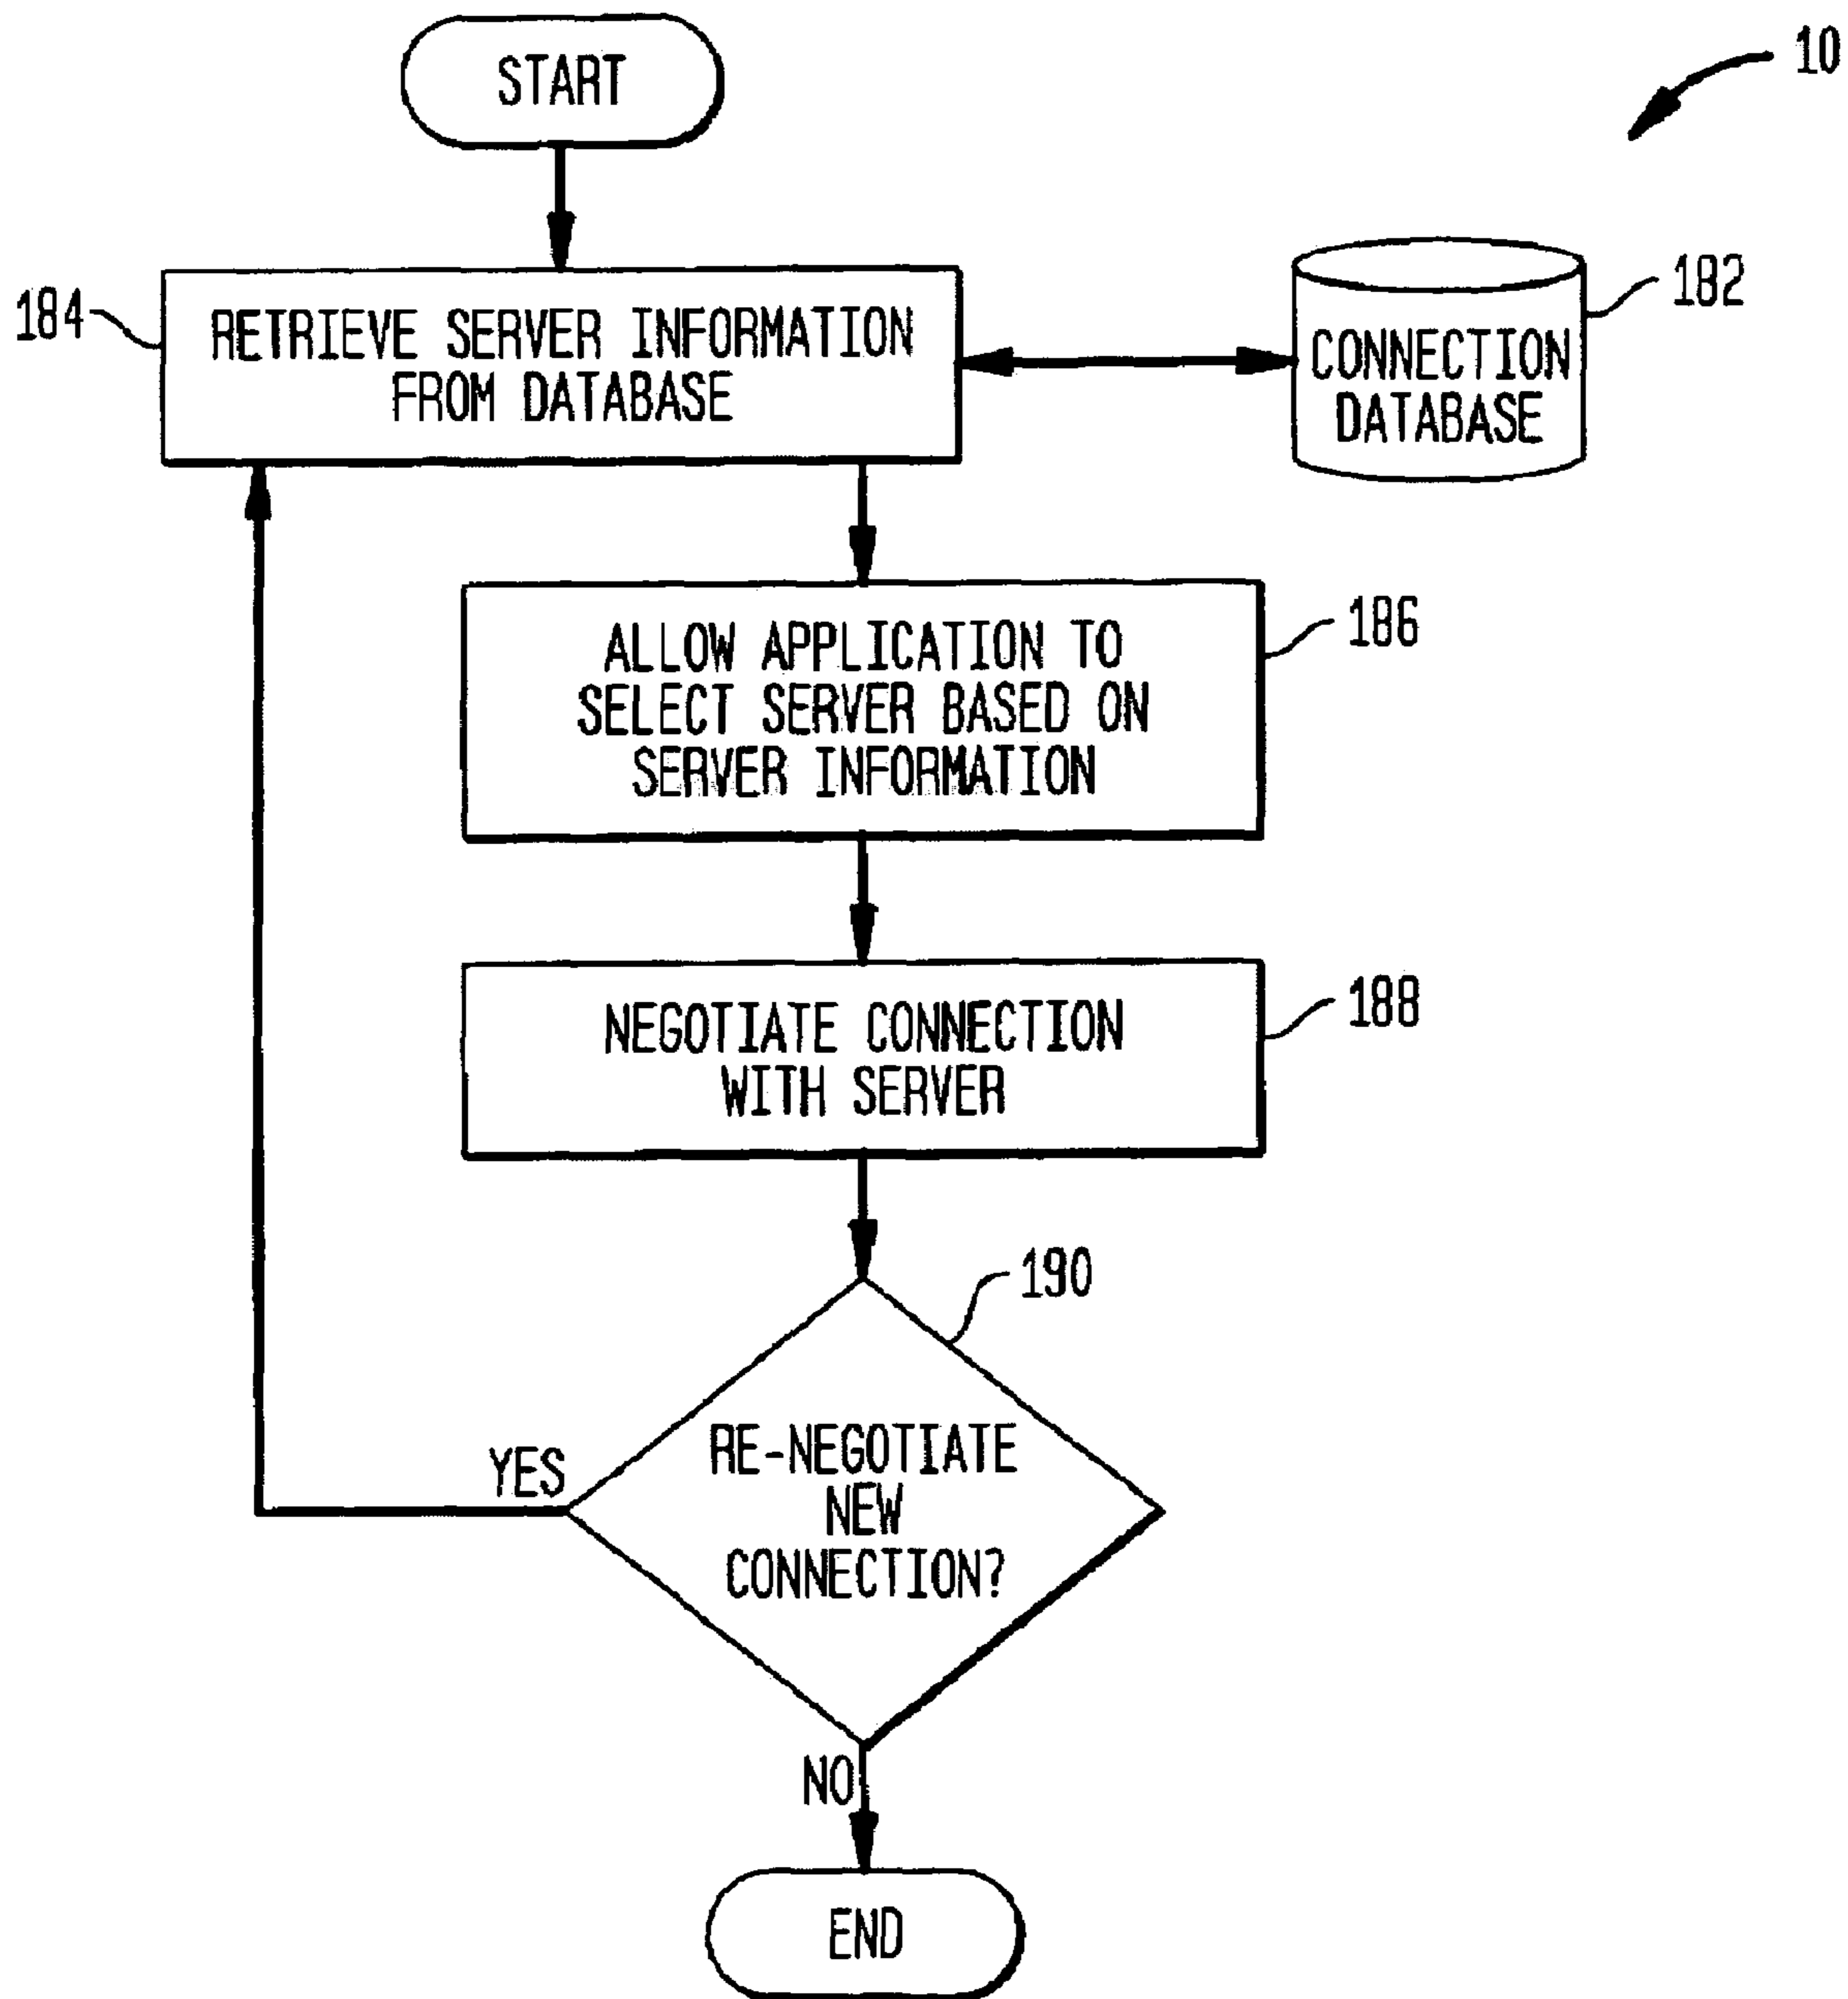 START
10
184
RETRIEVE SERVER INFORMATION
FROM DATABASE
182
CONNECTION
DATABASE
ALLOW APPLICATION TO
SELECT SERVER BASED ON
SERVER INFORMATION
186
NEGOTIATE CONNECTION
WITH SERVER
188
190
RE-NEGOTIATE
NEW
CONNECTION?
YES
NO
END